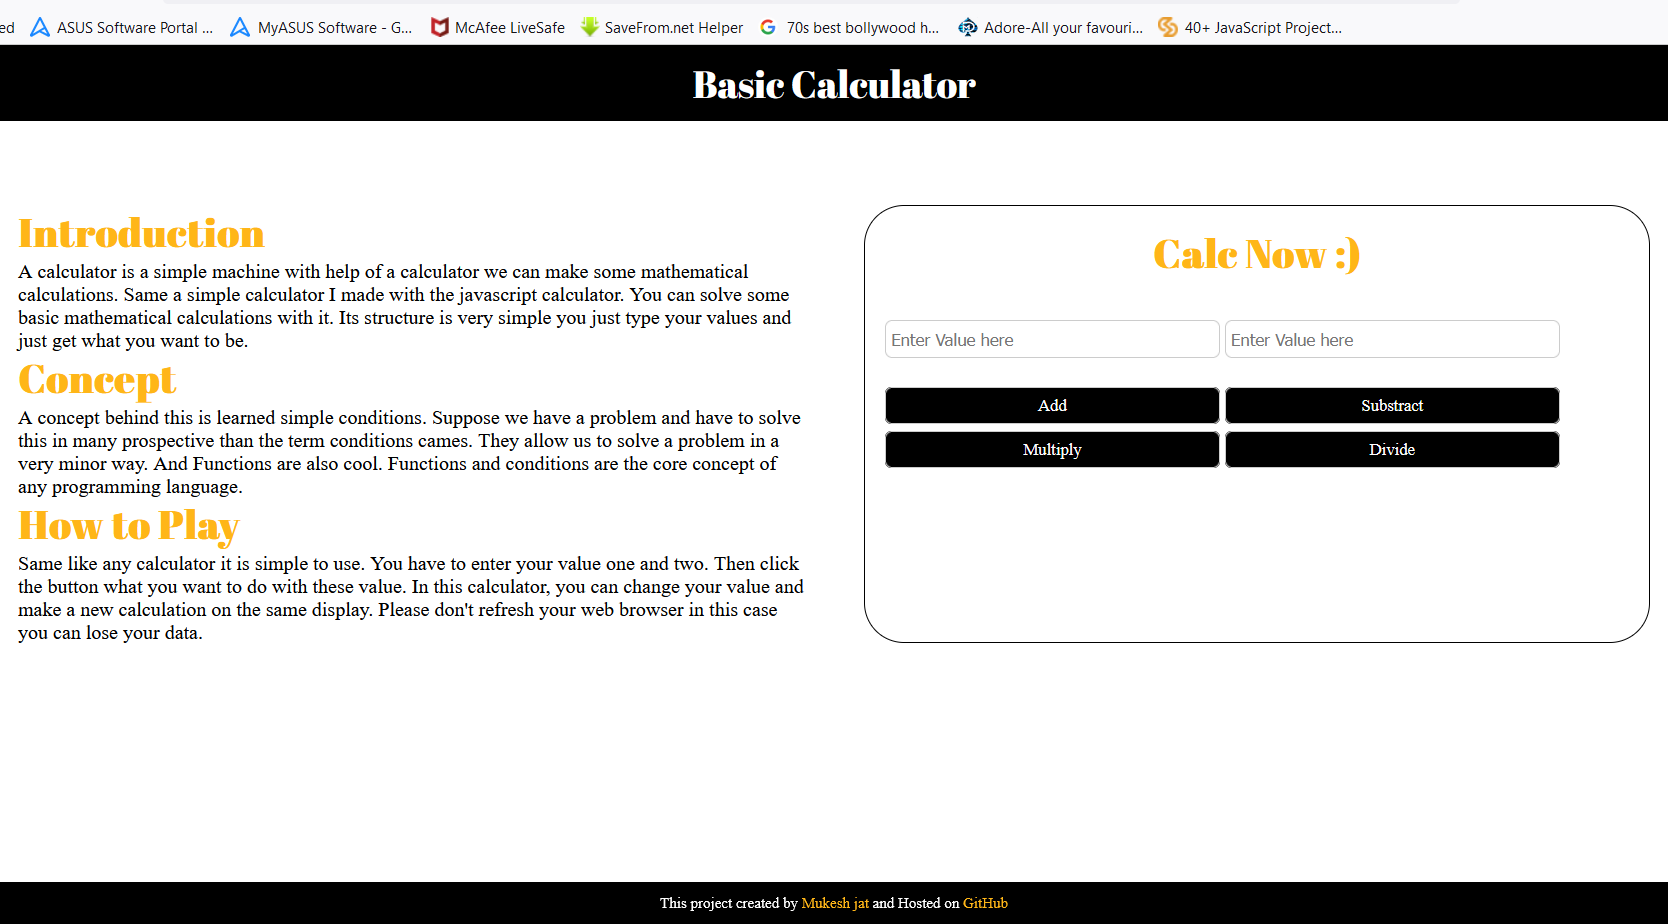 ed ASUS Software Portal ... MyASUS Software - G... McAfee LiveSafe SaveFrom.net Helper 70s best bollywood h... Adore-All your favouri... 40+ JavaScript Project...
Basic Calculator
Introduction
A calculator is a simple machine with help of a calculator we can make some mathematical
calculations. Same a simple calculator I made with the javascript calculator. You can solve some
basic mathematical calculations with it. Its structure is very simple you just type your values and
just get what you want to be.
Concept
A concept behind this is learned simple conditions. Suppose we have a problem and have to solve
this in many prospective than the term conditions cames. They allow us to solve a problem in a
very minor way. And Functions are also cool. Functions and conditions are the core concept of
any programming language.
How to Play
Same like any calculator it is simple to use. You have to enter your value one and two. Then click
the button what you want to do with these value. In this calculator, you can change your value and
make a new calculation on the same display. Please don't refresh your web browser in this case
you can lose your data.
Calc Now :)
Enter Value here Enter Value here
Add Substract
Multiply Divide
This project created by Mukesh jat and Hosted on GitHub